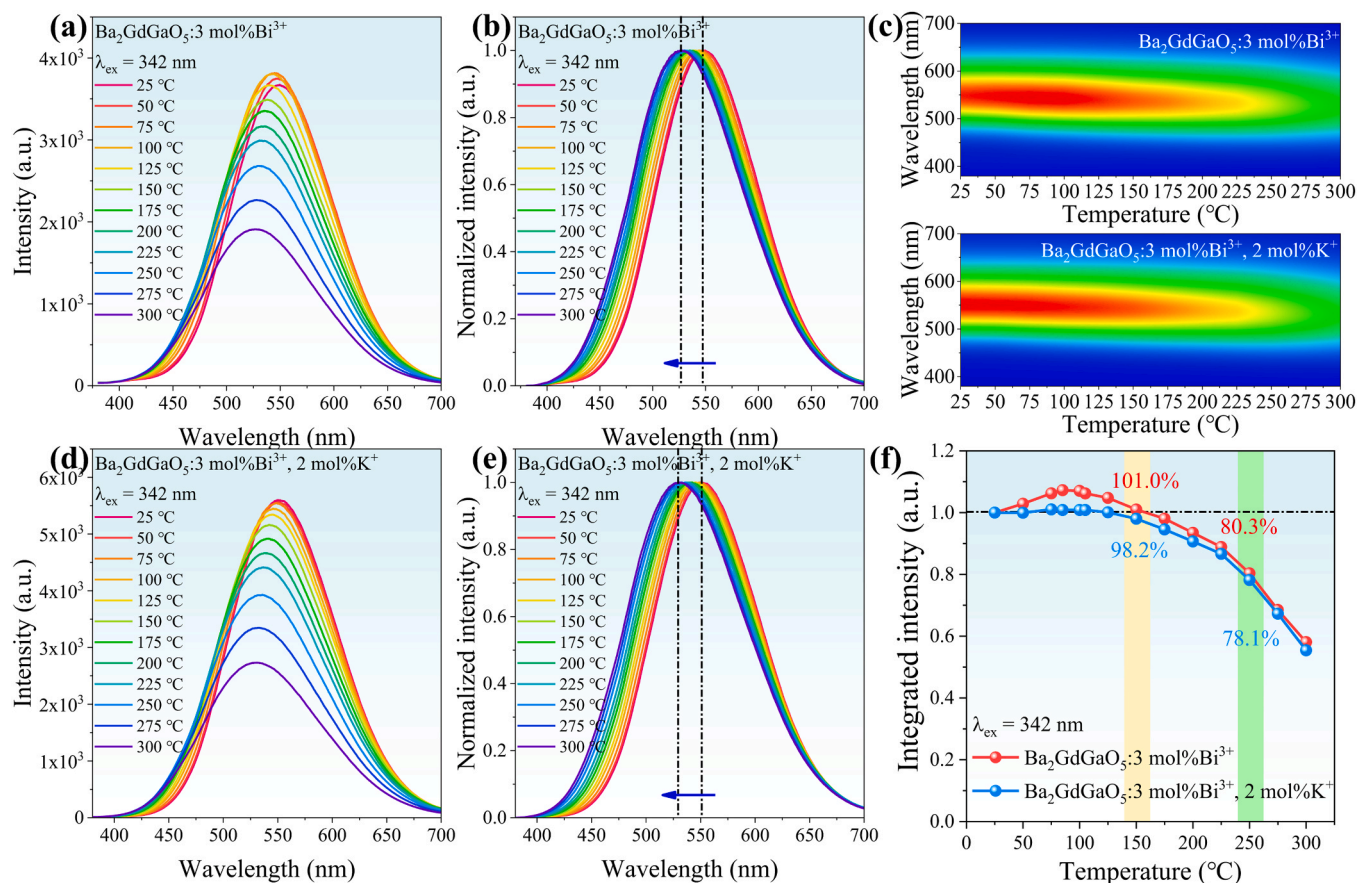 (a) Ba₂GdGaO₅:3 mol%Bi³⁺
λex = 342 nm
25 ℃
50 ℃
75 ℃
100 ℃
125 ℃
150 ℃
175 ℃
200 ℃
225 ℃
250 ℃
275 ℃
300 ℃
Intensity (a.u.)
4x10³
3x10³
2x10³
1x10³
0
400 450 500 550 600 650 700
Wavelength (nm)
(b) Ba₂GdGaO₅:3 mol%Bi³⁺
λex = 342 nm
25 ℃
50 ℃
75 ℃
100 ℃
125 ℃
150 ℃
175 ℃
200 ℃
225 ℃
250 ℃
275 ℃
300 ℃
Normalized intensity (a.u.)
1.0
0.8
0.6
0.4
0.2
0.0
400 450 500 550 600 650 700
Wavelength (nm)
(c)
Ba₂GdGaO₅:3 mol%Bi³⁺
Wavelength (nm)
700
600
500
400
25 50 75 100 125 150 175 200 225 250 275 300
Temperature (℃)
Ba₂GdGaO₅:3 mol%Bi³⁺, 2 mol%K⁺
Wavelength (nm)
700
600
500
400
25 50 75 100 125 150 175 200 225 250 275 300
Temperature (℃)
(d) Ba₂GdGaO₅:3 mol%Bi³⁺, 2 mol%K⁺
λex = 342 nm
25 ℃
50 ℃
75 ℃
100 ℃
125 ℃
150 ℃
175 ℃
200 ℃
225 ℃
250 ℃
275 ℃
300 ℃
Intensity (a.u.)
6x10³
5x10³
4x10³
3x10³
2x10³
1x10³
0
400 450 500 550 600 650 700
Wavelength (nm)
(e) Ba₂GdGaO₅:3 mol%Bi³⁺, 2 mol%K⁺
λex = 342 nm
25 ℃
50 ℃
75 ℃
100 ℃
125 ℃
150 ℃
175 ℃
200 ℃
225 ℃
250 ℃
275 ℃
300 ℃
Normalized intensity (a.u.)
1.0
0.8
0.6
0.4
0.2
0.0
400 450 500 550 600 650 700
Wavelength (nm)
(f)
Integrated intensity (a.u.)
1.2
1.0
0.8
0.6
0.4
0.2
0.0
101.0%
80.3%
98.2%
78.1%
λex = 342 nm
Ba₂GdGaO₅:3 mol%Bi³⁺
Ba₂GdGaO₅:3 mol%Bi³⁺, 2 mol%K⁺
0 50 100 150 200 250 300
Temperature (℃)